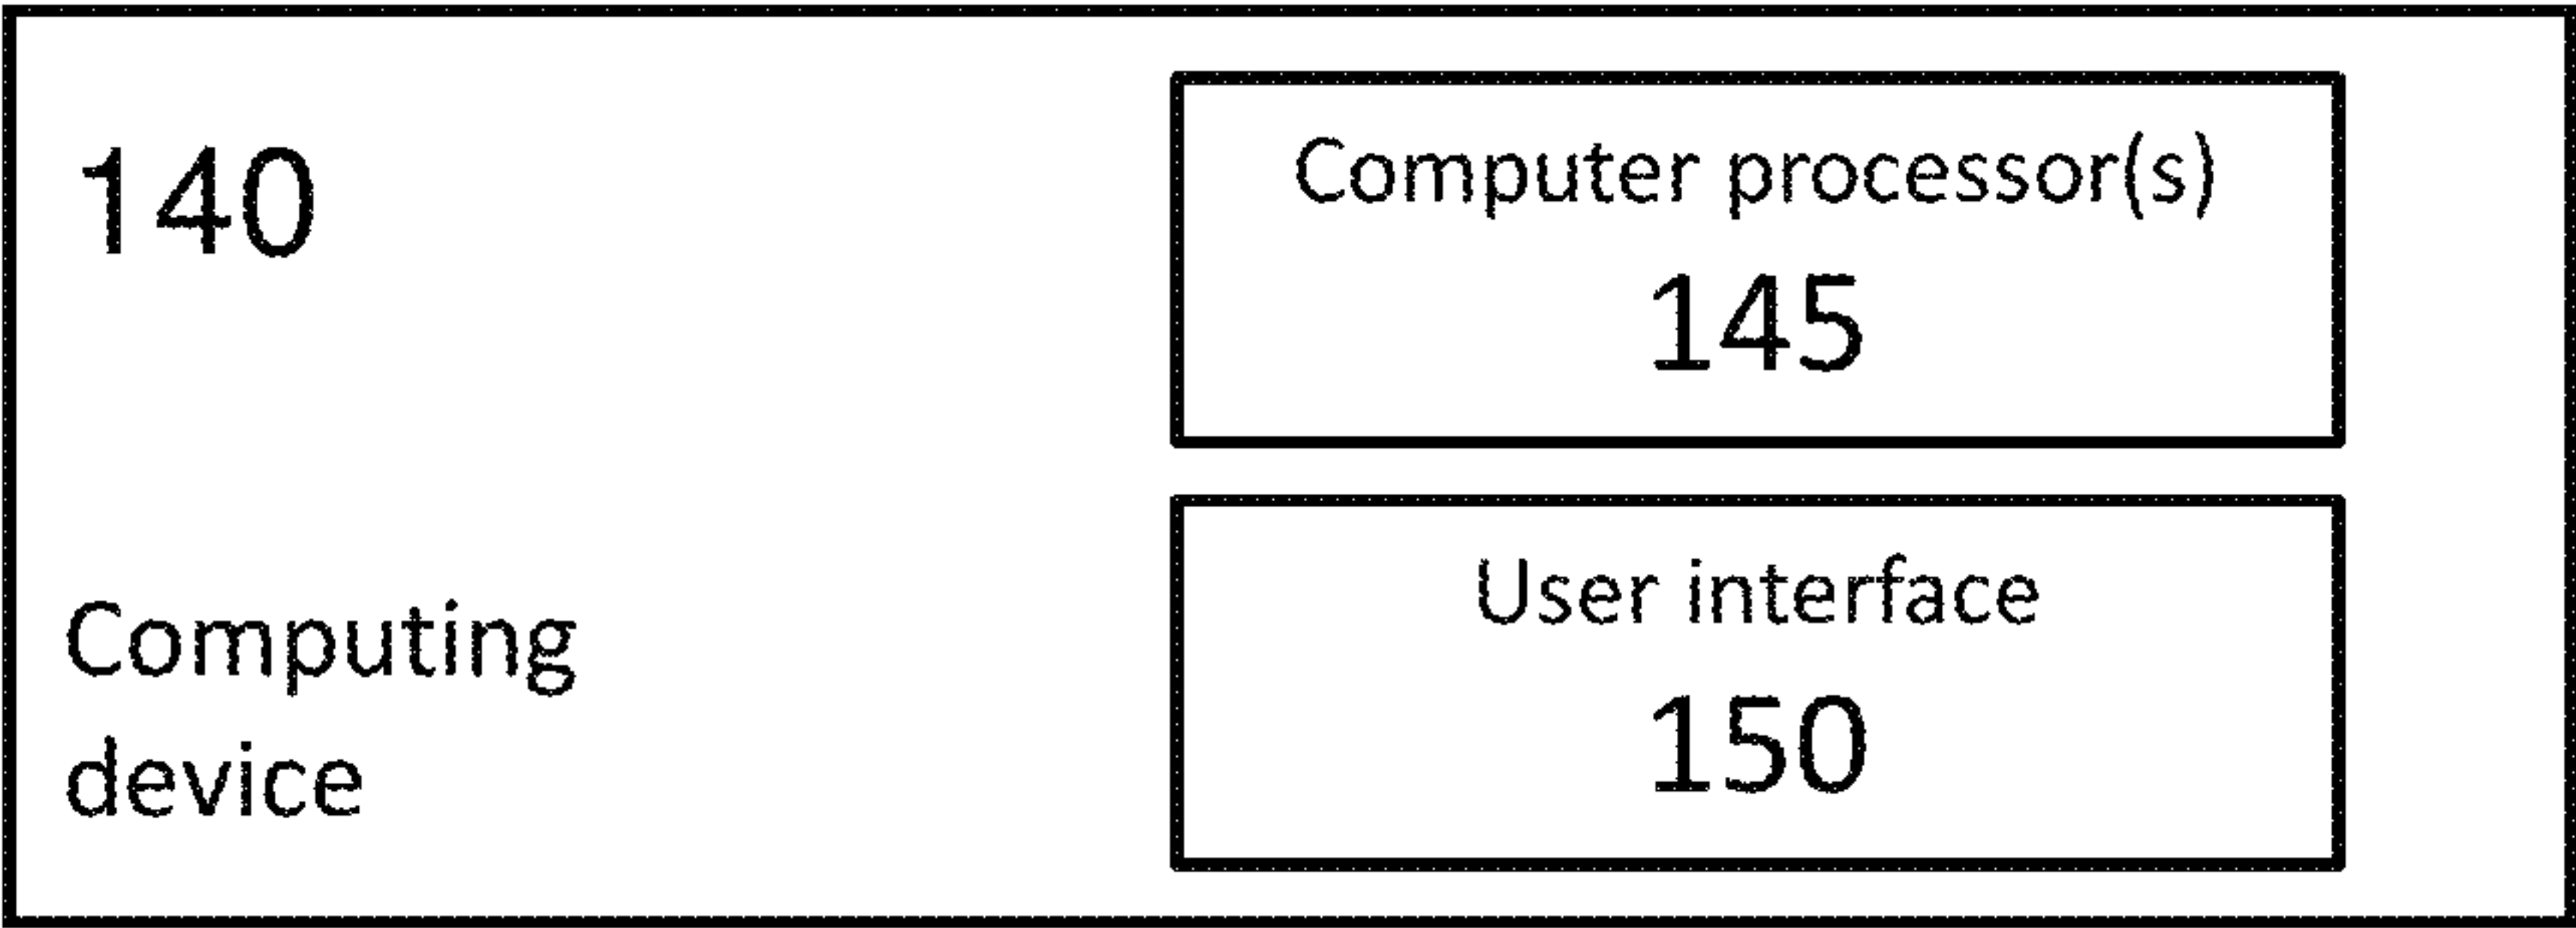 140
Computing
device
Computer processor(s)
145
User interface
150